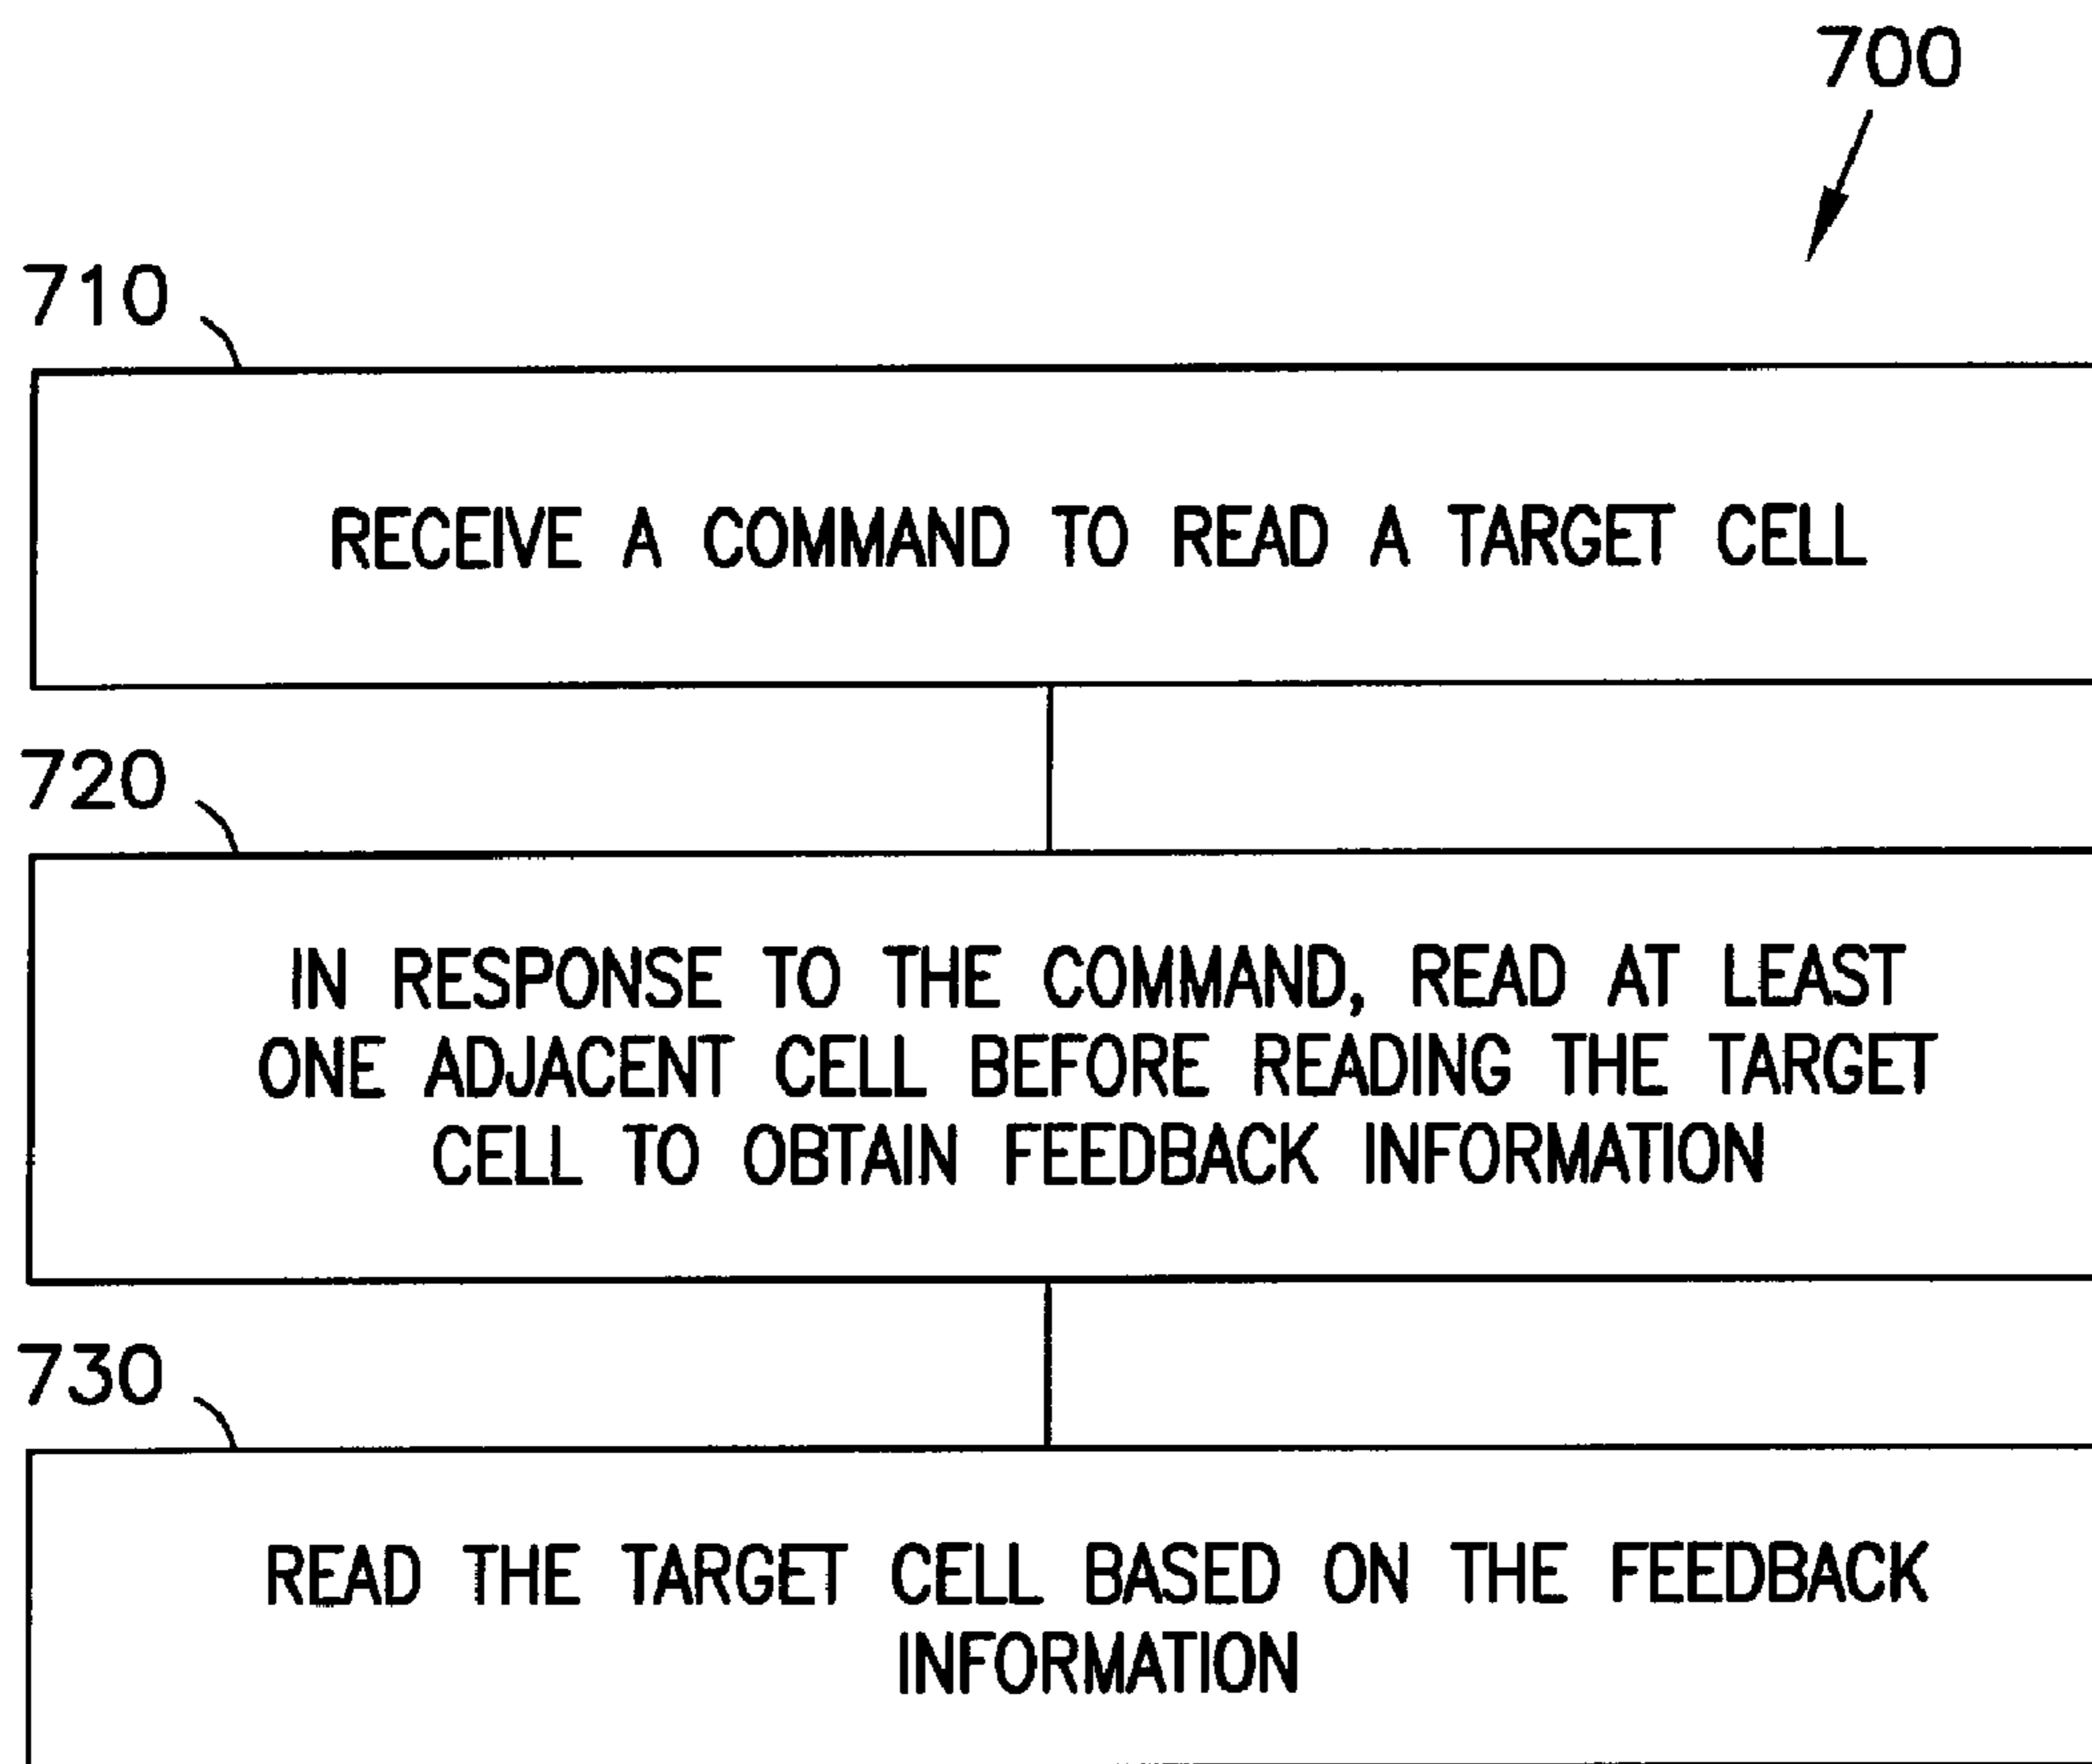 700
710
RECEIVE A COMMAND TO READ A TARGET CELL
720
IN RESPONSE TO THE COMMAND, READ AT LEAST
ONE ADJACENT CELL BEFORE READING THE TARGET
CELL TO OBTAIN FEEDBACK INFORMATION
730
READ THE TARGET CELL BASED ON THE FEEDBACK
INFORMATION